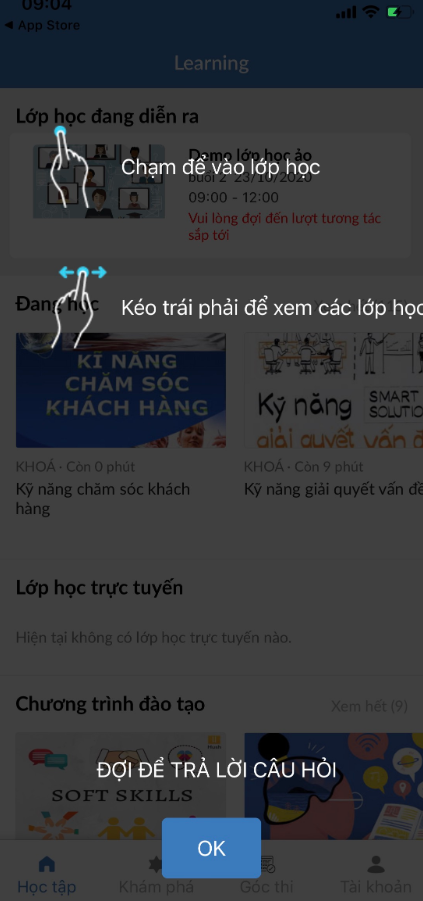 09:04
App Store
Learning
Lớp học đang diễn ra
Demo lớp học ảo
Chạm để vào lớp học
buổi 2 23/10/2020
09:00 - 12:00
Vui lòng đợi đến lượt tương tác
sắp tới
Đang học
Kéo trái phải để xem các lớp học
KĨ NĂNG
CHĂM SÓC
KHÁCH HÀNG
Kỹ năng
SMART
SOLUTIO
giải quyết vấn đ
KHOÁ · Còn 0 phút
Kỹ năng chăm sóc khách
hàng
KHOÁ · Còn 9 phút
Kỹ năng giải quyết vấn đề
Lớp học trực tuyến
Hiện tại không có lớp học trực tuyến nào.
Chương trình đào tạo
Xem hết (9)
ĐỢI ĐỂ TRẢ LỜI CÂU HỎI
SOFT SKILLS
OK
Học tập
Khám phá
Góc thi
Tài khoản